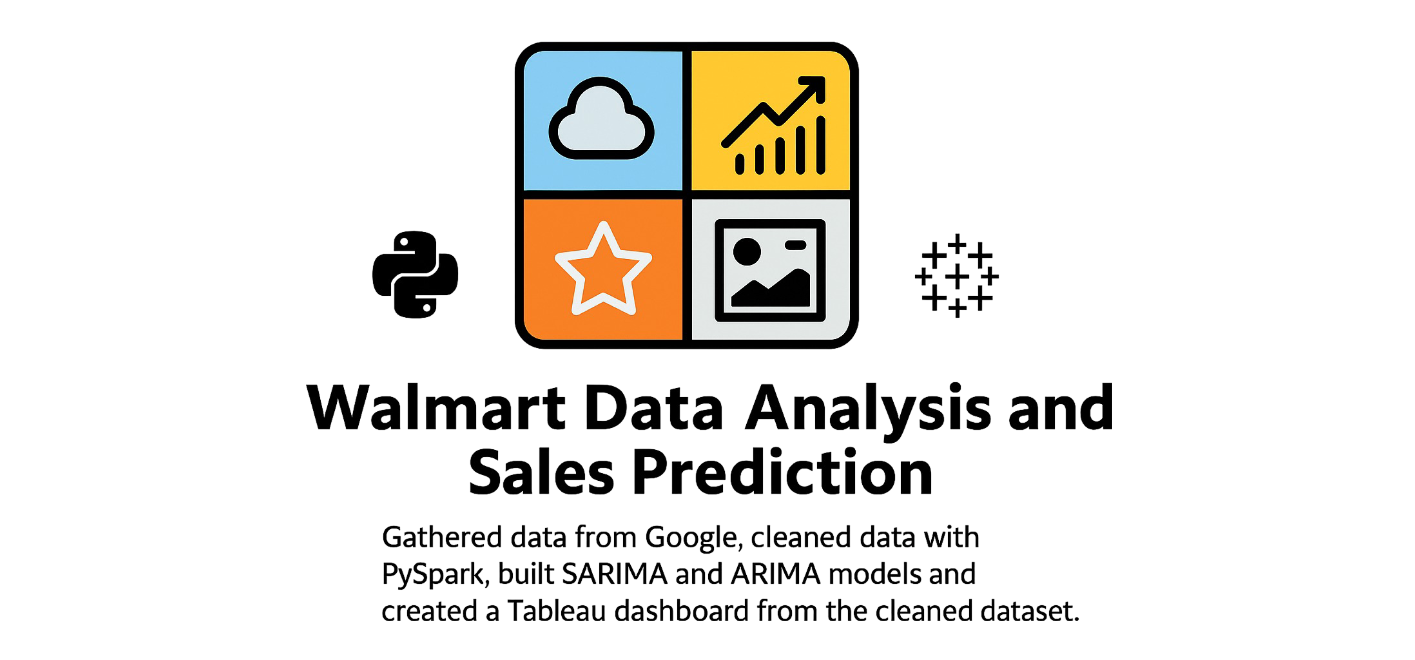 Walmart Data Analysis and
Sales Prediction
Gathered data from Google, cleaned data with
PySpark, built SARIMA and ARIMA models and
created a Tableau dashboard from the cleaned dataset.